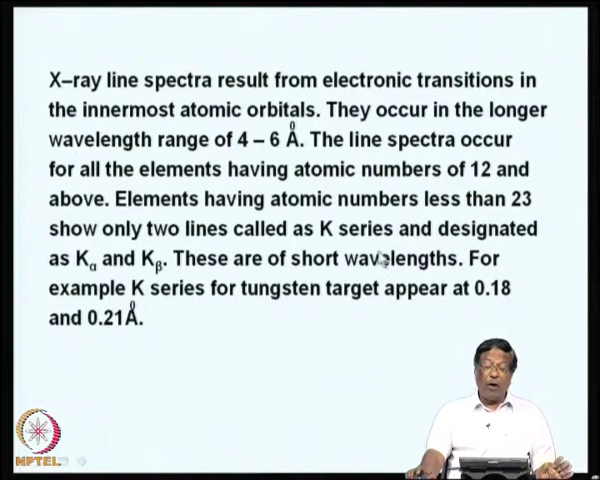 X–ray line spectra result from electronic transitions in
the innermost atomic orbitals. They occur in the longer
wavelength range of 4 – 6 Å. The line spectra occur
for all the elements having atomic numbers of 12 and
above. Elements having atomic numbers less than 23
show only two lines called as K series and designated
as Kα and Kβ. These are of short wavelengths. For
example K series for tungsten target appear at 0.18
and 0.21Å.
NPTEL